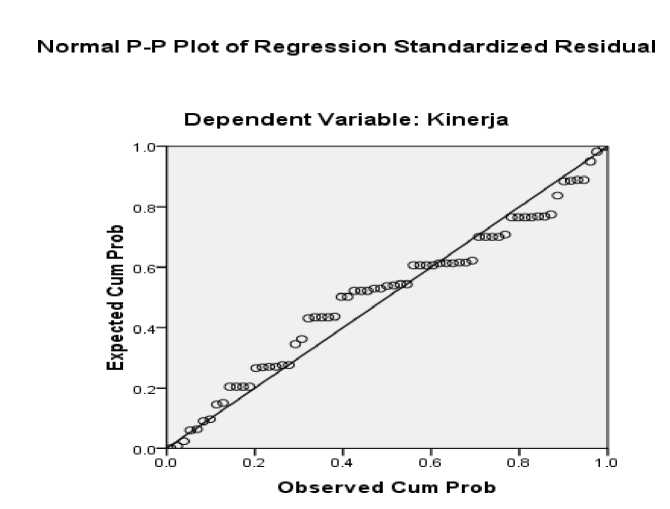 Normal P-P Plot of Regression Standardized Residual
Dependent Variable: Kinerja
Expected Cum Prob
1.0
0.8
0.6
0.4
0.2
0.0
0.0 0.2 0.4 0.6 0.8 1.0
Observed Cum Prob